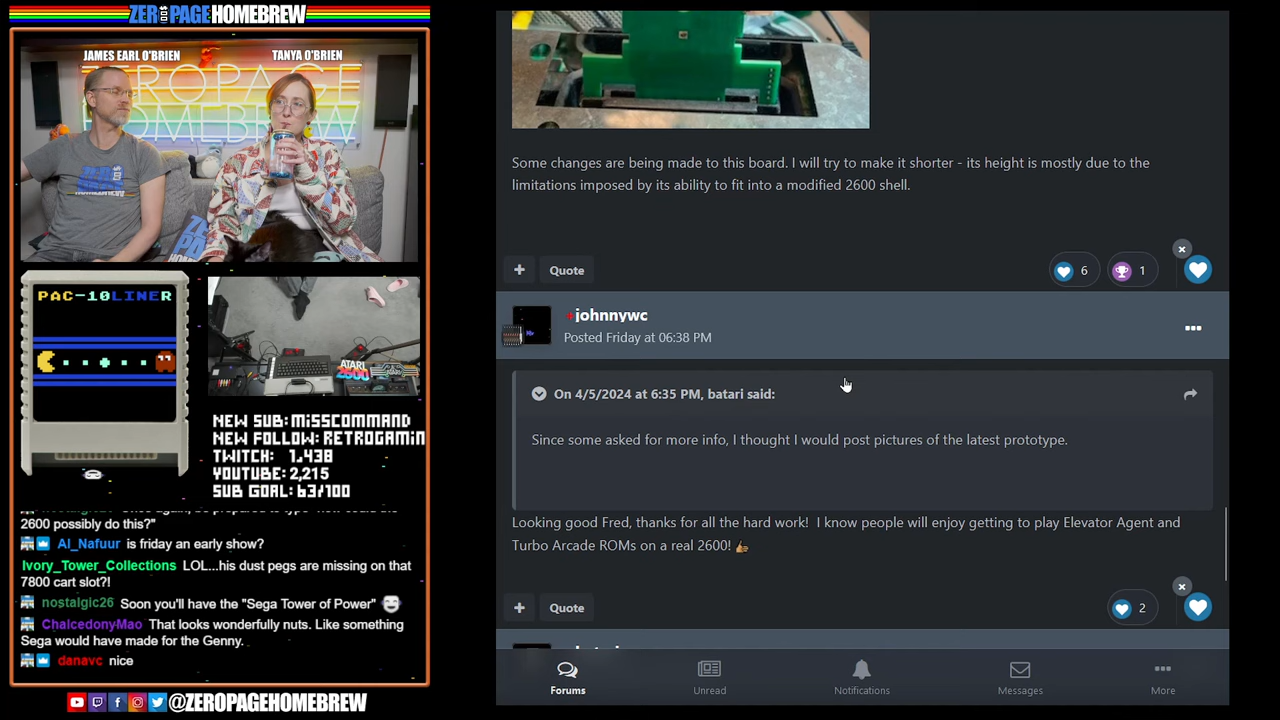 ZEROPAGE HOMEBREW
JAMES EARL O'BRIEN
TANYA O'BRIEN
ZEROPAGE
HOMEBREW
PAC-10LINER
ATARI
2600
NEW SUB: MISSCOMMAND
NEW FOLLOW: RETROGAMIN
TWITCH: 1,438
YOUTUBE: 2,215
SUB GOAL: 63/100
2600 possibly do this?"
Al_Nafuur is friday an early show?
Ivory_Tower_Collections LOL...his dust pegs are missing on that
7800 cart slot?!
nostalgic26 Soon you'll have the "Sega Tower of Power"
ChalcedonyMao That looks wonderfully nuts. Like something
Sega would have made for the Genny.
danavc nice
@ZEROPAGEHOMEBREW
Some changes are being made to this board. I will try to make it shorter - its height is mostly due to the
limitations imposed by its ability to fit into a modified 2600 shell.
+ Quote
6
1
johnnywc
Posted Friday at 06:38 PM
On 4/5/2024 at 6:35 PM, batari said:
Since some asked for more info, I thought I would post pictures of the latest prototype.
Looking good Fred, thanks for all the hard work! I know people will enjoy getting to play Elevator Agent and
Turbo Arcade ROMs on a real 2600!
+ Quote
2
Forums
Unread
Notifications
Messages
More